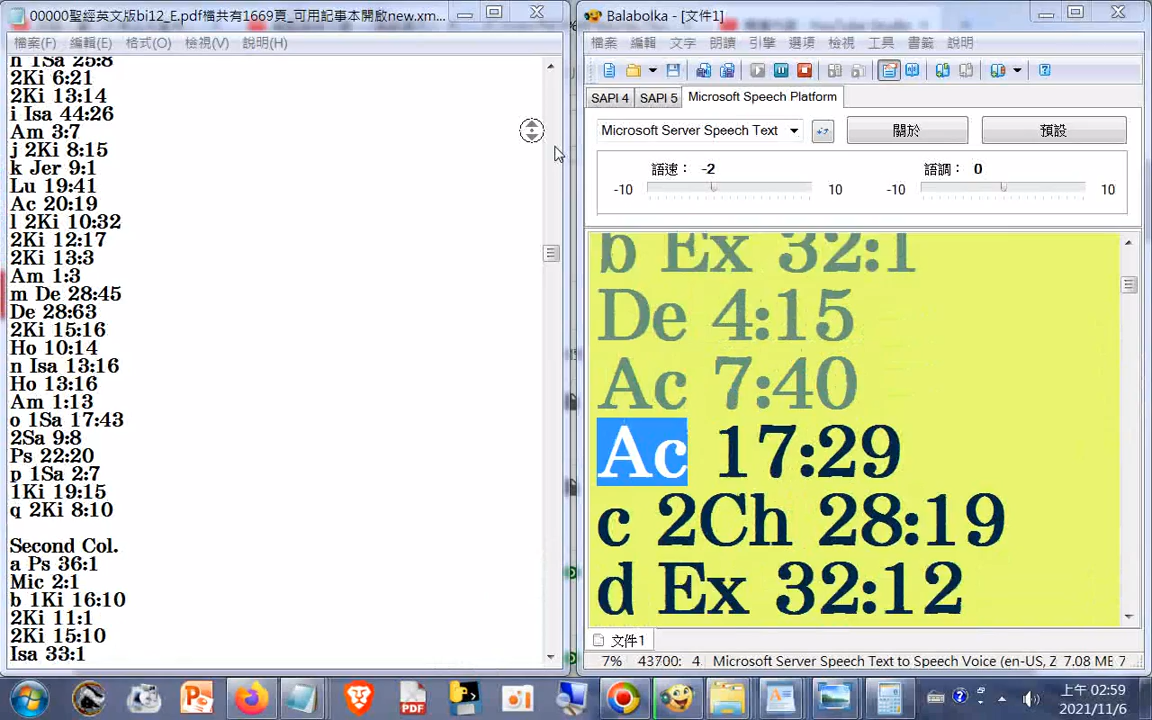 00000聖經英文版bi12_E.pdf檔共有1669頁_可用記事本開啟new.xm...
檔案(F) 編輯(E) 格式(O) 檢視(V) 說明(H)
n 1Sa 25:8
2Ki 6:21
2Ki 13:14
i Isa 44:26
Am 3:7
j 2Ki 8:15
k Jer 9:1
Lu 19:41
Ac 20:19
l 2Ki 10:32
2Ki 12:17
2Ki 13:3
Am 1:3
m De 28:45
De 28:63
2Ki 15:16
Ho 10:14
n Isa 13:16
Ho 13:16
Am 1:13
o 1Sa 17:43
2Sa 9:8
Ps 22:20
p 1Sa 2:7
1Ki 19:15
q 2Ki 8:10
Second Col.
a Ps 36:1
Mic 2:1
b 1Ki 16:10
2Ki 11:1
2Ki 15:10
Isa 33:1
Balabolka - [文件1]
檔案 編輯 文字 朗讀 引擎 選項 檢視 工具 書籤 說明
SAPI 4 SAPI 5 Microsoft Speech Platform
Microsoft Server Speech Text 關於 預設
語速： -2 語調： 0
-10 10 -10 10
b Ex 32:1
De 4:15
Ac 7:40
Ac 17:29
c 2Ch 28:19
d Ex 32:12
文件1
7% 43700: 4 Microsoft Server Speech Text to Speech Voice (en-US, Z 7.08 MB 7
PDF
上午 02:59
2021/11/6